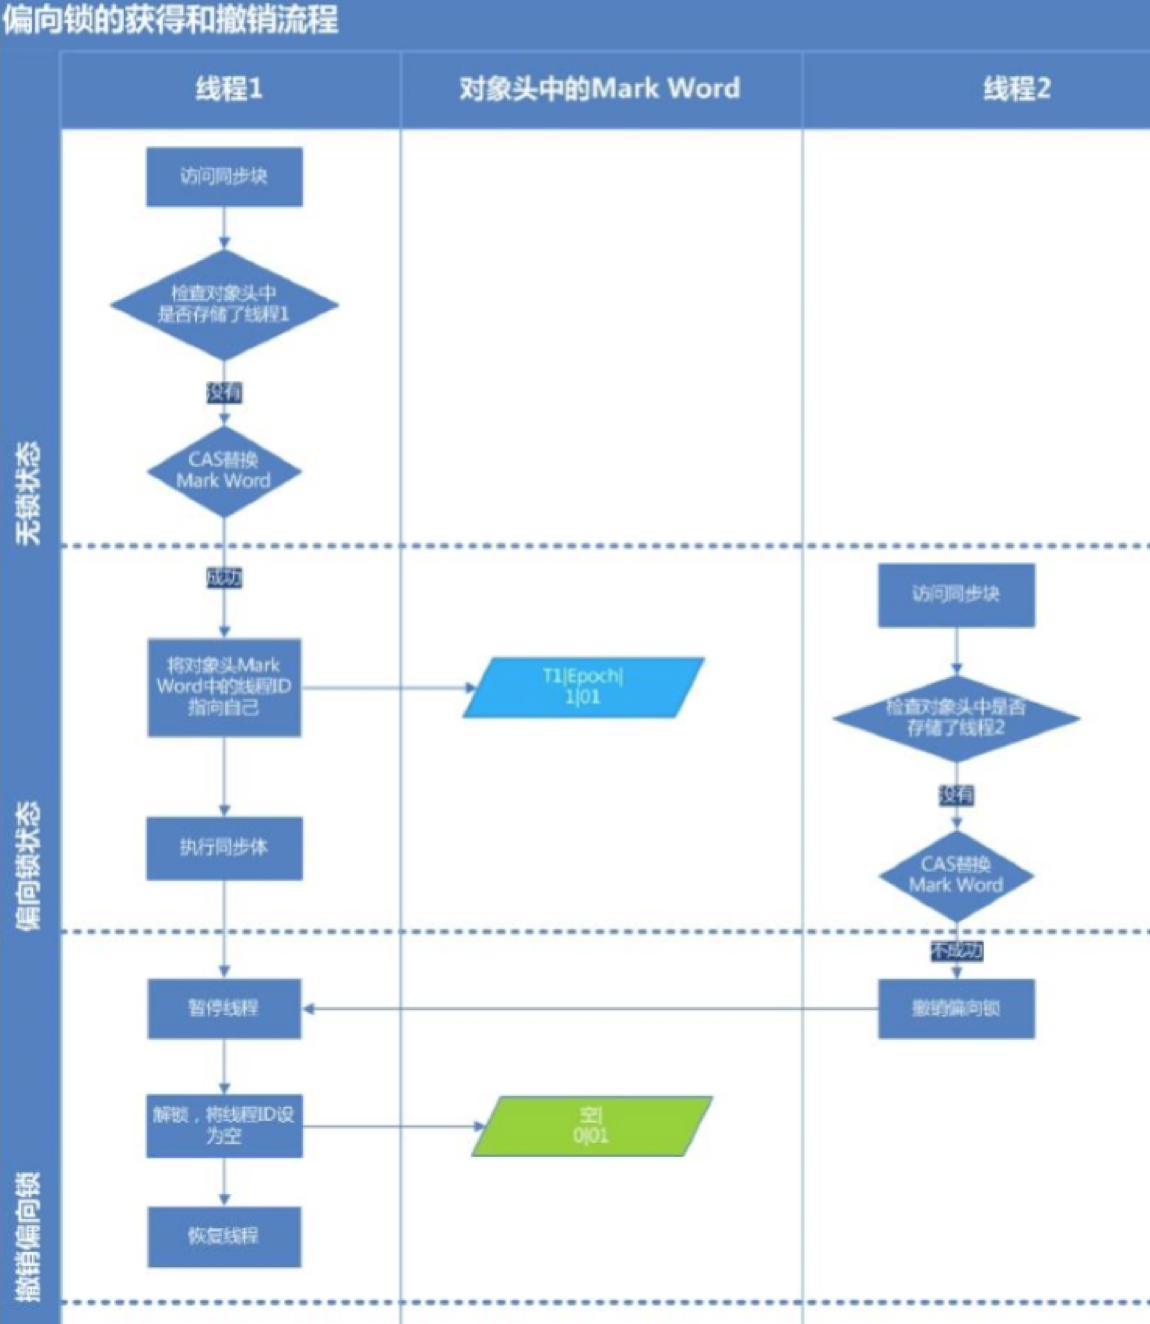 偏向锁的获得和撤销流程
线程1
对象头中的Mark Word
线程2
无锁状态
访问同步块
检查对象头中
是否存储了线程1
没有
CAS替换
Mark Word
偏向锁状态
成功
将对象头Mark
Word中的线程ID
指向自己
T1|Epoch|
1|01
执行同步体
访问同步块
检查对象头中是否
存储了线程2
没有
CAS替换
Mark Word
撤销偏向锁
不成功
撤销偏向锁
暂停线程
解锁，将线程ID设
为空
空|
0|01
恢复线程